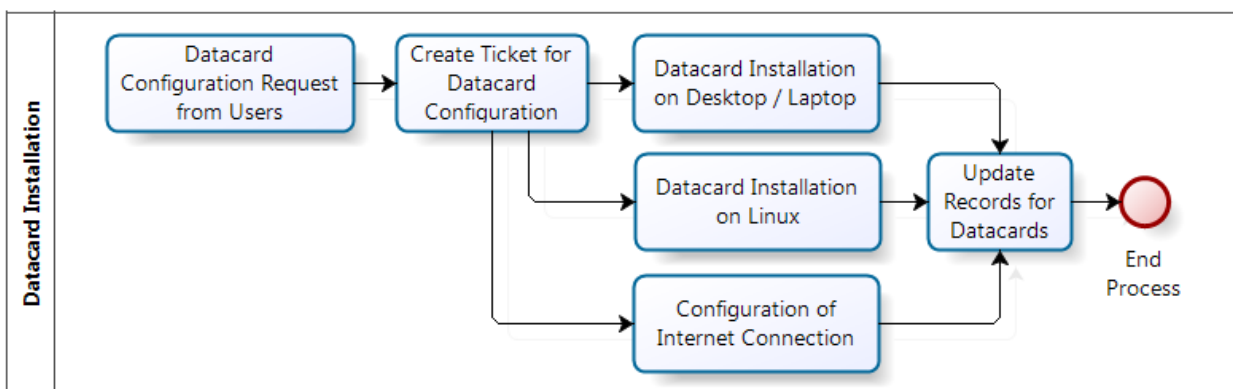 Datacard Installation
Datacard
Configuration Request
from Users
Create Ticket for
Datacard
Configuration
Datacard Installation
on Desktop / Laptop
Datacard Installation
on Linux
Configuration of
Internet Connection
Update
Records for
Datacards
End
Process